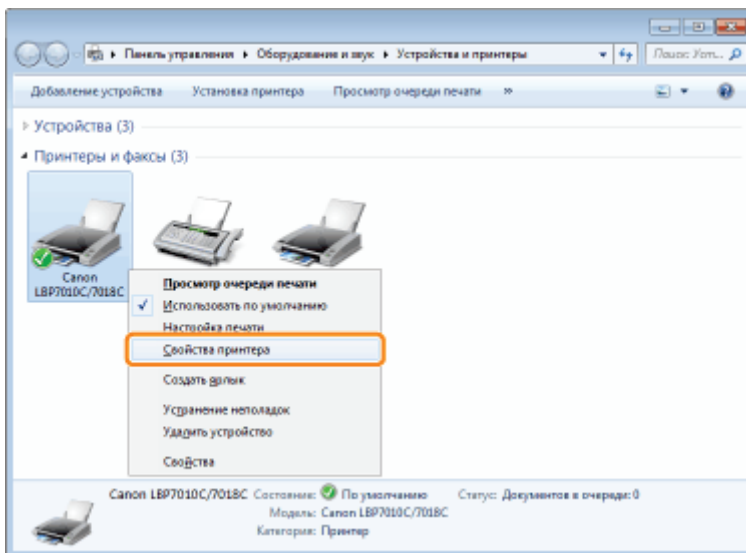 Панель управления ▸ Оборудование и звук ▸ Устройства и принтеры
Поиск: Уст...
Добавление устройства Установка принтера Просмотр очереди печати »
Устройства (3)
Принтеры и факсы (3)
Canon
LBP7010C/7018C
Просмотр очереди печати
Использовать по умолчанию
Настройка печати
Свойства принтера
Создать ярлык
Устранение неполадок
Удалить устройство
Свойства
Canon LBP7010C/7018C Состояние: По умолчанию Статус: Документов в очереди: 0
Модель: Canon LBP7010C/7018C
Категория: Принтер